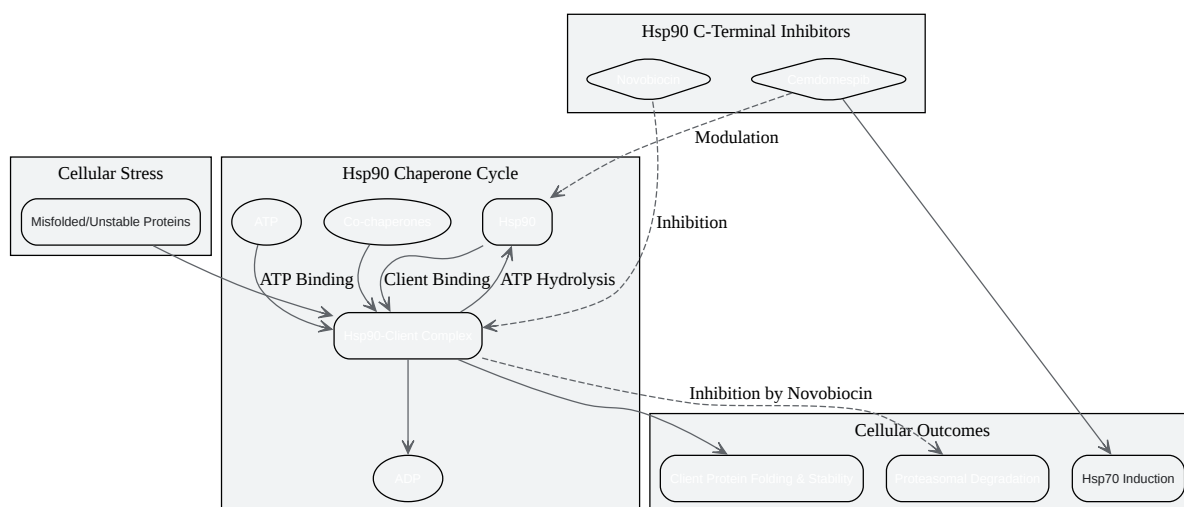 Hsp90 C-Terminal Inhibitors
Novobiocin
Cemdomespib
Modulation
Cellular Stress
Hsp90 Chaperone Cycle
Misfolded/Unstable Proteins
ATP
Co-chaperones
Hsp90
Inhibition
ATP Binding
Client Binding
ATP Hydrolysis
Hsp90-Client Complex
Inhibition by Novobiocin
Cellular Outcomes
ADP
Client Protein Folding & Stability
Proteasomal Degradation
Hsp70 Induction